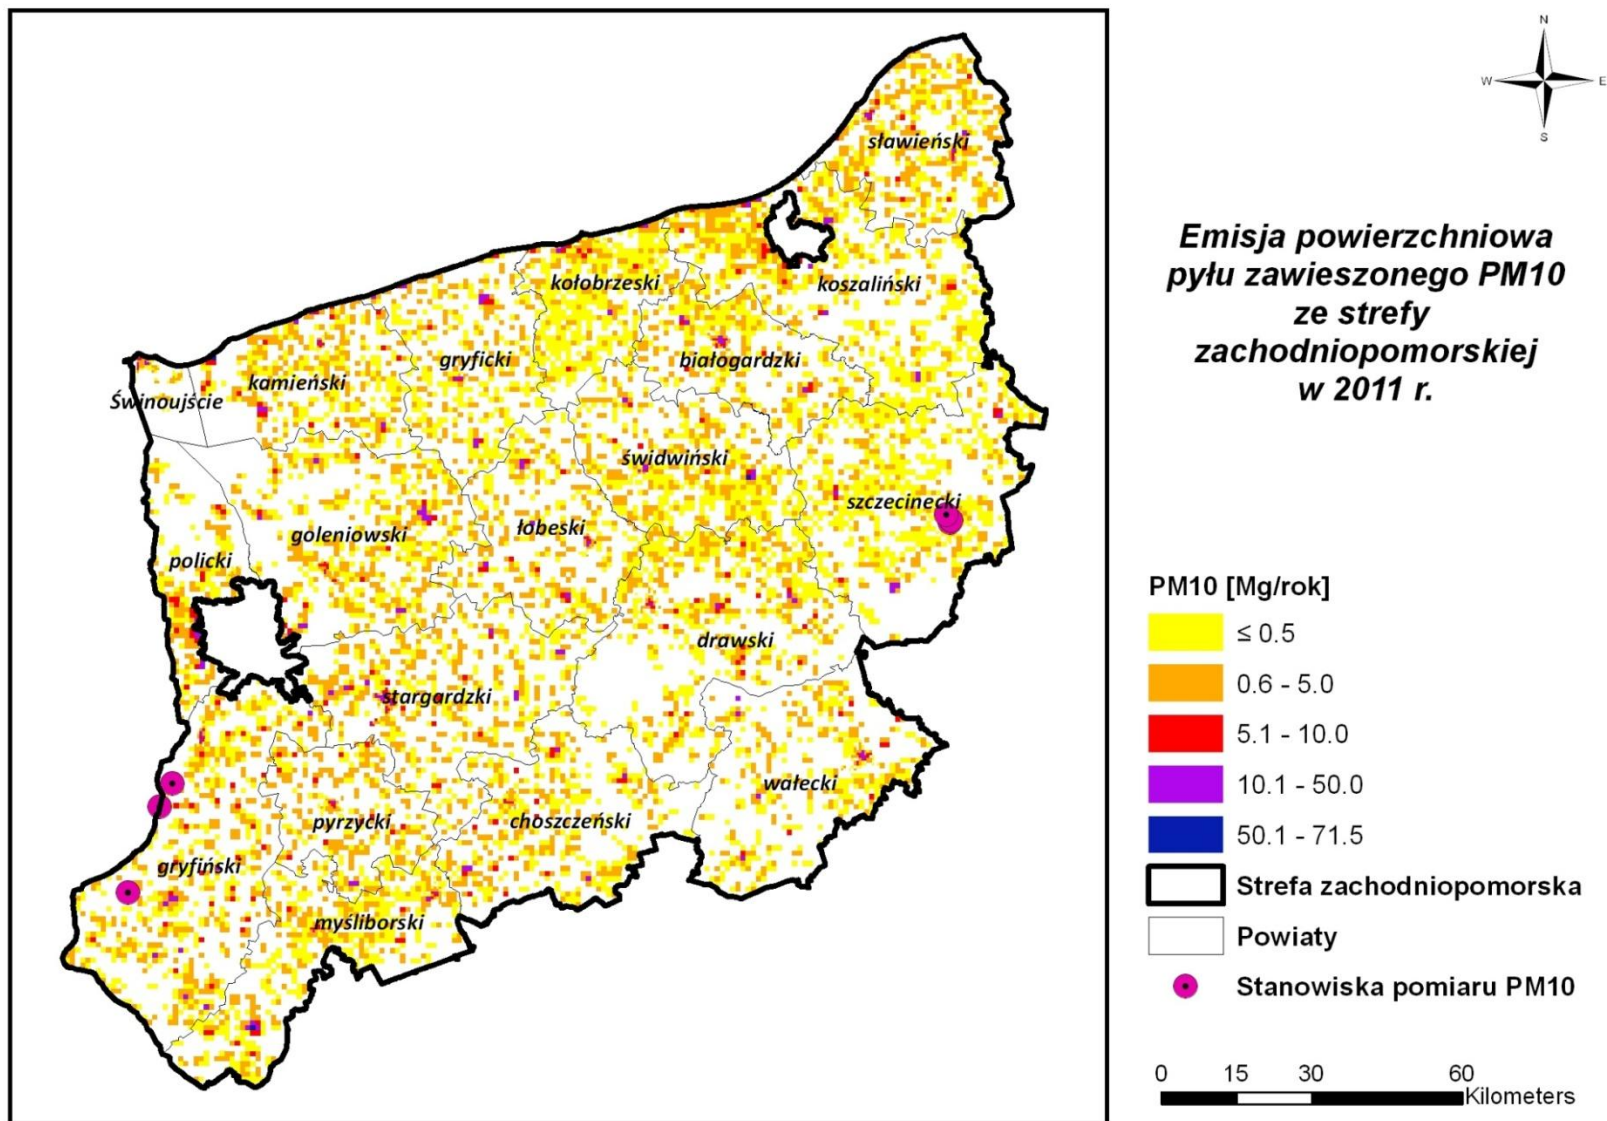 N
W
E
S
sławieński
Emisja powierzchniowa
pyłu zawieszonego PM10
ze strefy
zachodniopomorskiej
w 2011 r.
kołobrzeski
koszaliński
gryficki
białogardzki
kamieński
Świnoujście
świdwiński
szczecinecki
goleniowski
łobeski
policki
drawski
stargardzki
wałecki
pyrzycki
choszczeński
gryfiński
myśliborski
PM10 [Mg/rok]
≤ 0.5
0.6 - 5.0
5.1 - 10.0
10.1 - 50.0
50.1 - 71.5
Strefa zachodniopomorska
Powiaty
Stanowiska pomiaru PM10
0 15 30 60
Kilometers